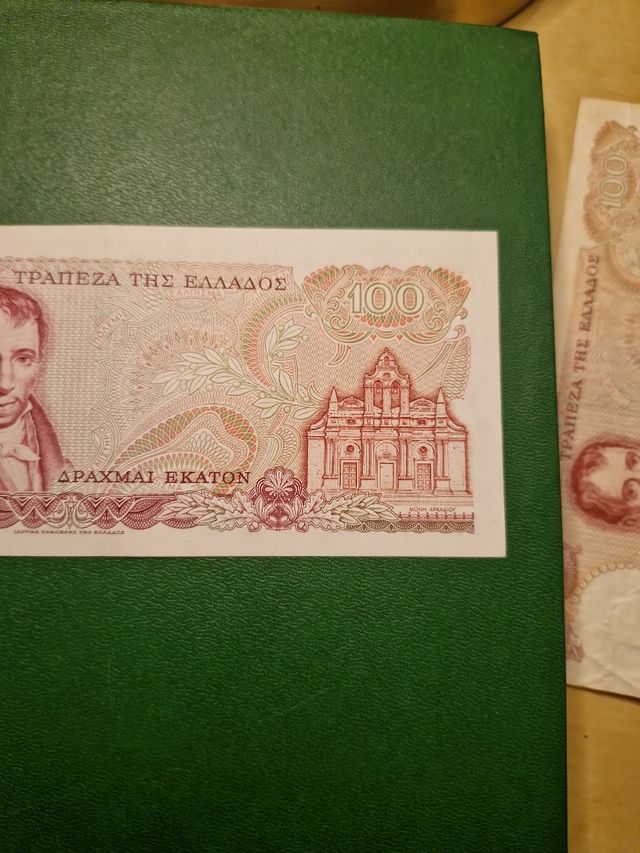 ΤΡΑΠΕΖΑ ΤΗΣ ΕΛΛΑΔΟΣ
100
ΔΡΑΧΜΑΙ ΕΚΑΤΟΝ
ΜΟΝΗ ΑΡΚΑΔΙΟΥ
ΙΔΡΥΜΑ ΤΡΑΠΕΖΗΣ ΤΗΣ ΕΛΛΑΔΟΣ
100
ΤΡΑΠΕΖΑ ΤΗΣ ΕΛΛΑΔΟΣ